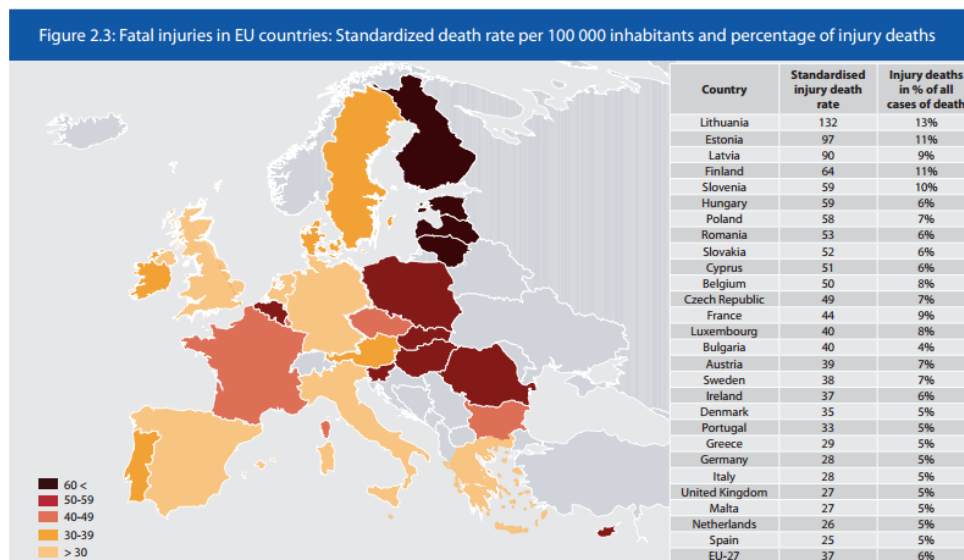 Figure 2.3: Fatal injuries in EU countries: Standardized death rate per 100 000 inhabitants and percentage of injury deaths
Country Standardised injury death rate Injury deaths in % of all cases of death
Lithuania 132 13%
Estonia 97 11%
Latvia 90 9%
Finland 64 11%
Slovenia 59 10%
Hungary 59 6%
Poland 58 7%
Romania 53 6%
Slovakia 52 6%
Cyprus 51 6%
Belgium 50 8%
Czech Republic 49 7%
France 44 9%
Luxembourg 40 8%
Bulgaria 40 4%
Austria 39 7%
Sweden 38 7%
Ireland 37 6%
Denmark 35 5%
Portugal 33 5%
Greece 29 5%
Germany 28 5%
Italy 28 5%
United Kingdom 27 5%
Malta 27 5%
Netherlands 26 5%
Spain 25 5%
EU-27 37 6%
60 <
50-59
40-49
30-39
> 30